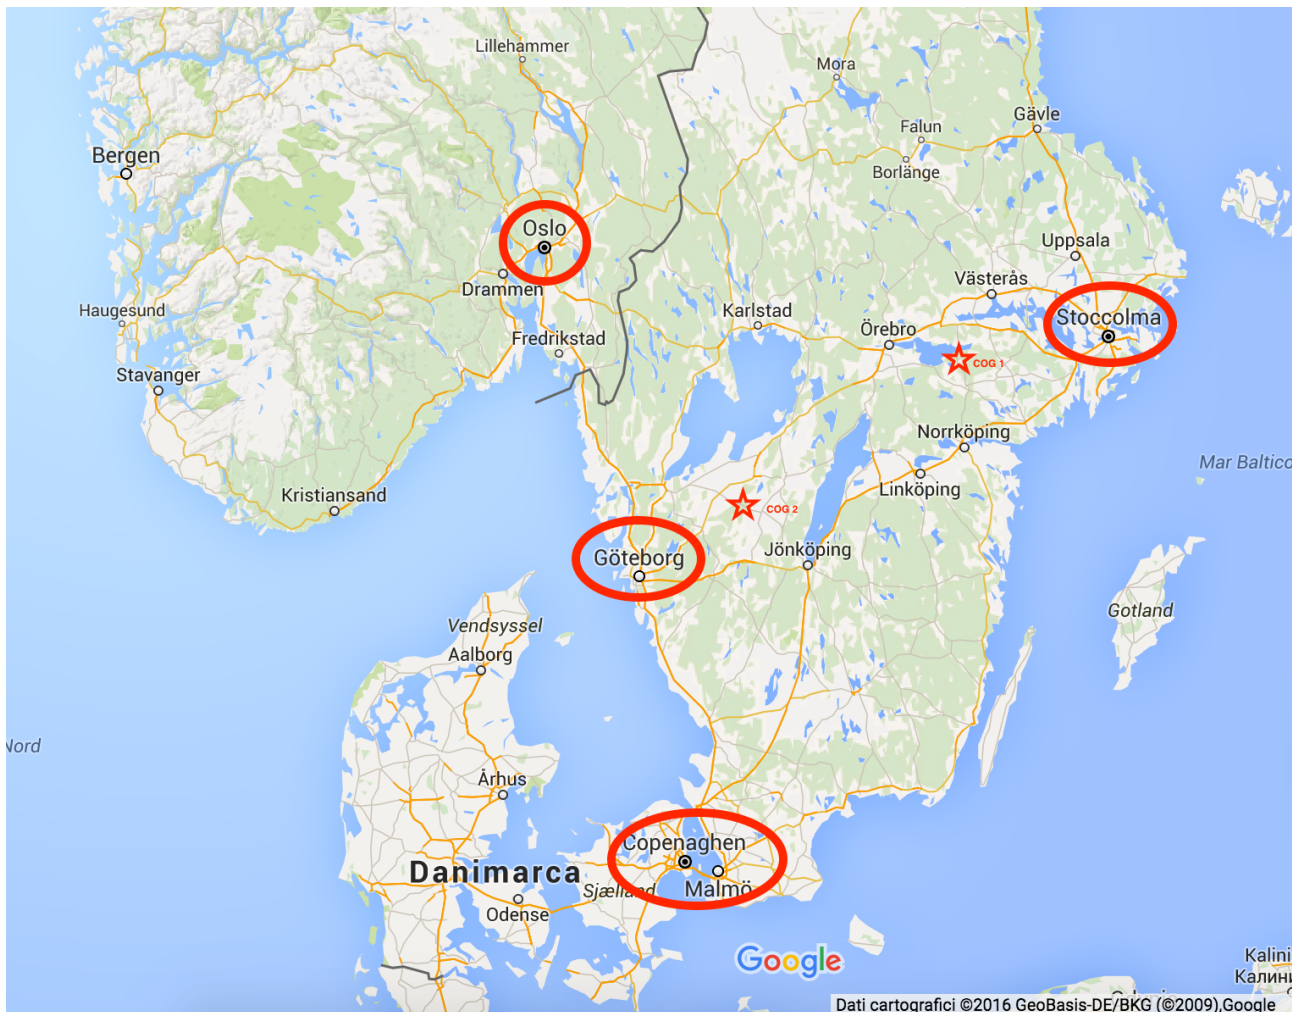 Lillehammer
Mora
Gävle
Falun
Bergen
Borlänge
Oslo
Uppsala
Drammen
Västerås
Haugesund
Karlstad
Stoccolma
Fredrikstad
Örebro
COG 1
Stavanger
Norrköping
Mar Baltico
Kristiansand
Linköping
COG 2
Göteborg
Jönköping
Gotland
Vendsyssel
Aalborg
Nord
Århus
Copenaghen
Danimarca
Sjælland
Malmö
Odense
Google
Kalini
Калини
Dati cartografici ©2016 GeoBasis-DE/BKG (©2009),Google